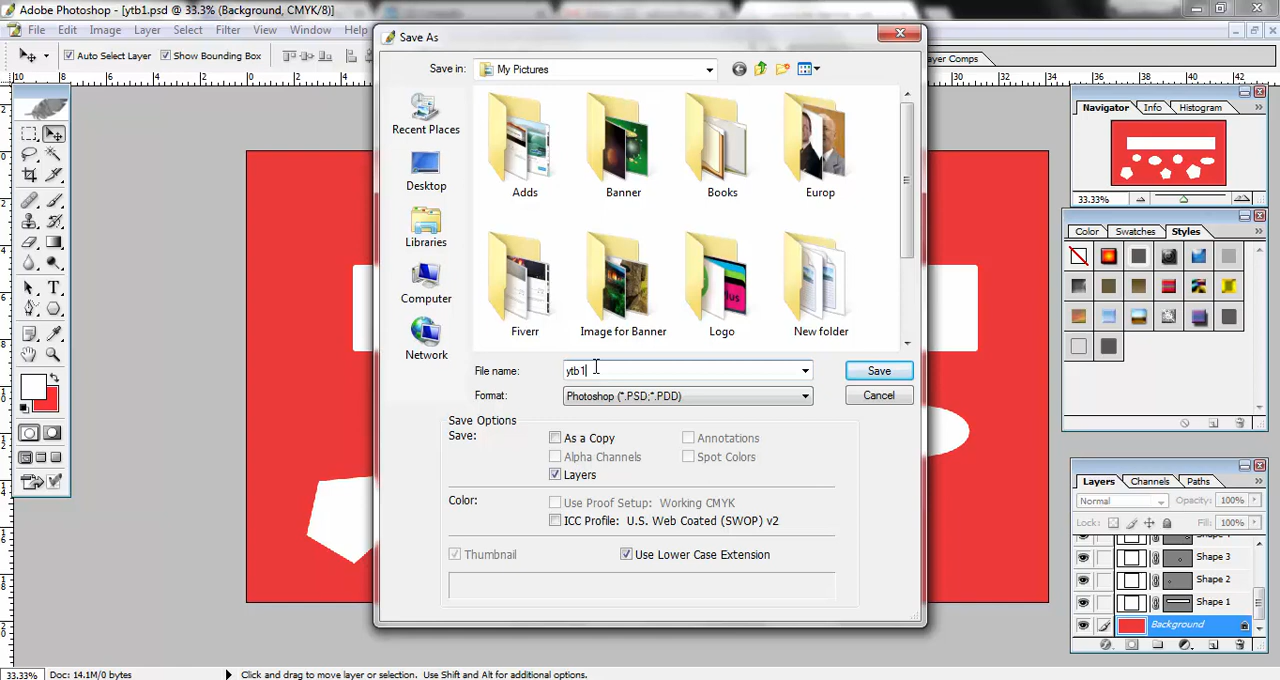 Adobe Photoshop - [ytb1.psd @ 33.3% (Background, CMYK/8)]
File Edit Image Layer Select Filter View Window Help
Auto Select Layer Show Bounding Box
ayer Comps
Save As
Save in: My Pictures
Recent Places
Desktop
Libraries
Computer
Network
Adds Banner Books Europ
Fiverr Image for Banner Logo New folder
File name: ytb1 Save
Format: Photoshop (*.PSD;*.PDD) Cancel
Save Options
Save: As a Copy Annotations
Alpha Channels Spot Colors
Layers
Color: Use Proof Setup: Working CMYK
ICC Profile: U.S. Web Coated (SWOP) v2
Thumbnail Use Lower Case Extension
Navigator Info Histogram
33.33%
Color Swatches Styles
Layers Channels Paths
Normal Opacity: 100%
Lock: Fill: 100%
Shape 3
Shape 2
Shape 1
Background
33.33% Doc: 14.1M/0 bytes Click and drag to move layer or selection. Use Shift and Alt for additional options.